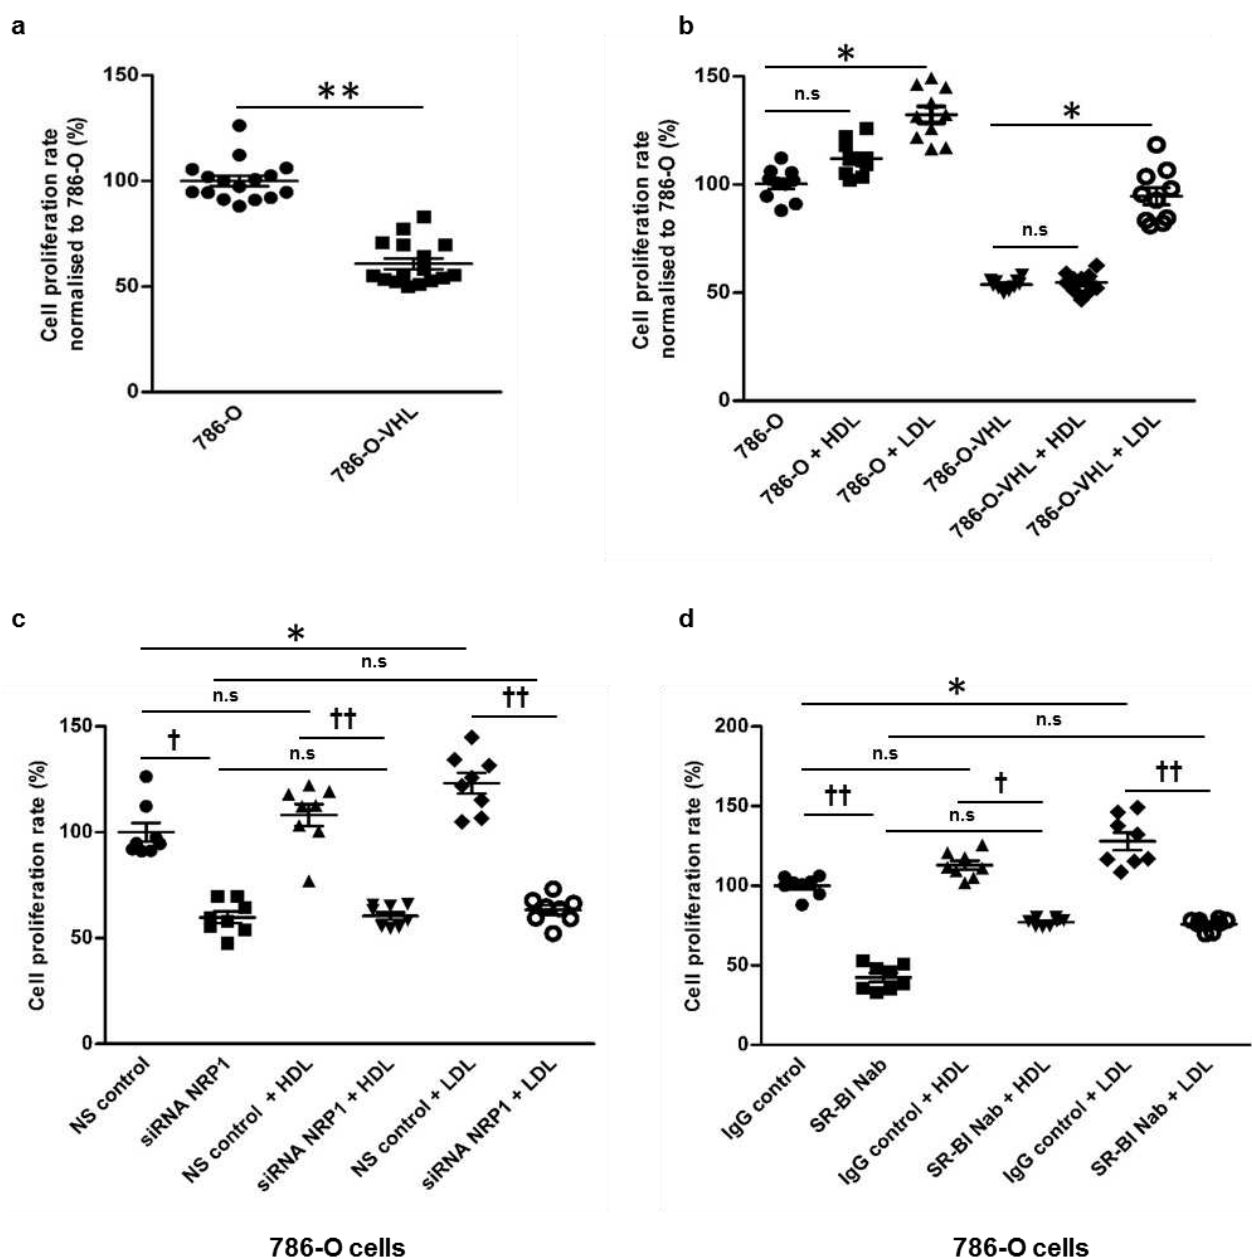 a
Cell proliferation rate
normalised to 786-O (%)
150
100
50
0
**
786-O
786-O-VHL
b
Cell proliferation rate
normalised to 786-O (%)
150
100
50
0
*
n.s
*
n.s
786-O
786-O + HDL
786-O + LDL
786-O-VHL
786-O-VHL + HDL
786-O-VHL + LDL
c
*
n.s
n.s
††
††
†
n.s
Cell proliferation rate (%)
150
100
50
0
NS control
siRNA NRP1
NS control + HDL
siRNA NRP1 + HDL
NS control + LDL
siRNA NRP1 + LDL
786-O cells
d
*
n.s
n.s
††
†
††
n.s
Cell proliferation rate (%)
200
150
100
50
0
IgG control
SR-BI Nab
IgG control + HDL
SR-BI Nab + HDL
IgG control + LDL
SR-BI Nab + LDL
786-O cells